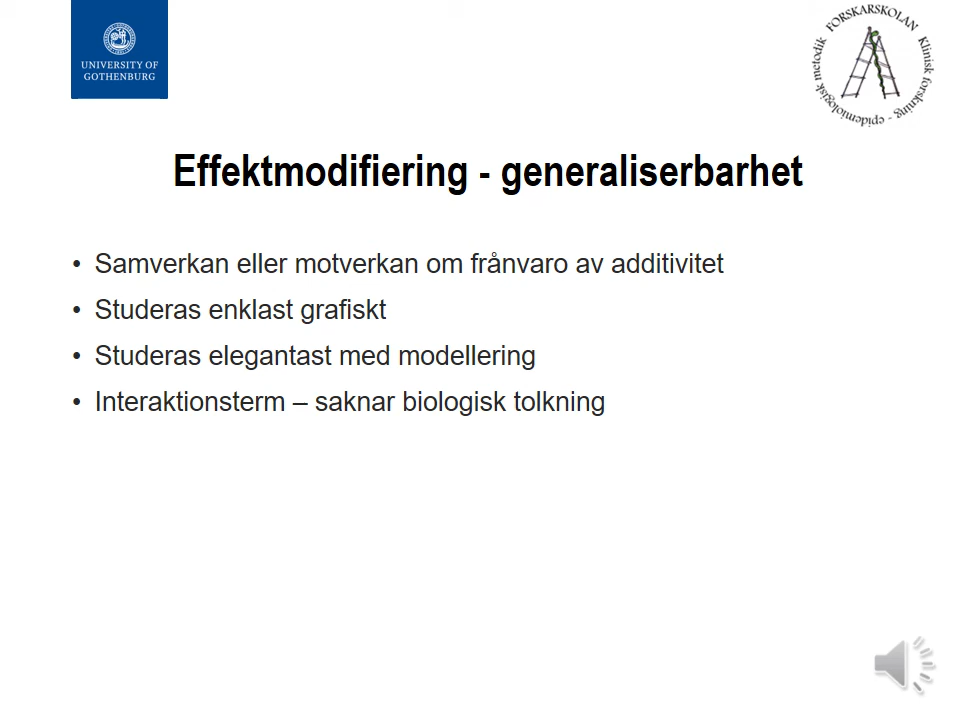 UNIVERSITY OF
GOTHENBURG
FORSKARSKOLAN
Klinisk forskning - epidemiologisk metodik
Effektmodifiering - generaliserbarhet
• Samverkan eller motverkan om frånvaro av additivitet
• Studeras enklast grafiskt
• Studeras elegantast med modellering
• Interaktionsterm – saknar biologisk tolkning